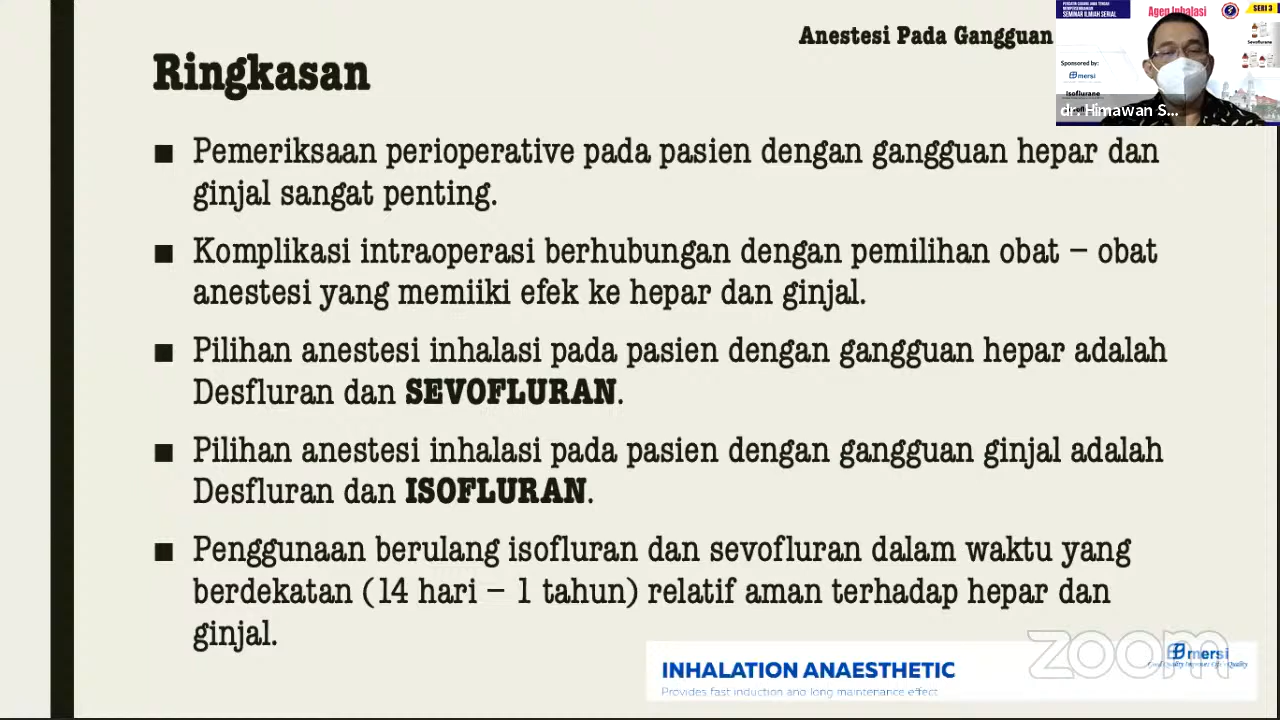 Anestesi Pada Gangguan
Ringkasan
■ Pemeriksaan perioperative pada pasien dengan gangguan hepar dan
ginjal sangat penting.
■ Komplikasi intraoperasi berhubungan dengan pemilihan obat – obat
anestesi yang memiiki efek ke hepar dan ginjal.
■ Pilihan anestesi inhalasi pada pasien dengan gangguan hepar adalah
Desfluran dan SEVOFLURAN.
■ Pilihan anestesi inhalasi pada pasien dengan gangguan ginjal adalah
Desfluran dan ISOFLURAN.
■ Penggunaan berulang isofluran dan sevofluran dalam waktu yang
berdekatan (14 hari – 1 tahun) relatif aman terhadap hepar dan
ginjal.
SEMINAR ILMIAH SERIAL
Agen Inhalasi
SERI 3
Sevoflurane
Sponsored by:
mersi
Isoflurane
dr. Himawan S...
INHALATION ANAESTHETIC
Provides fast induction and long maintenance effect
zoom
mersi